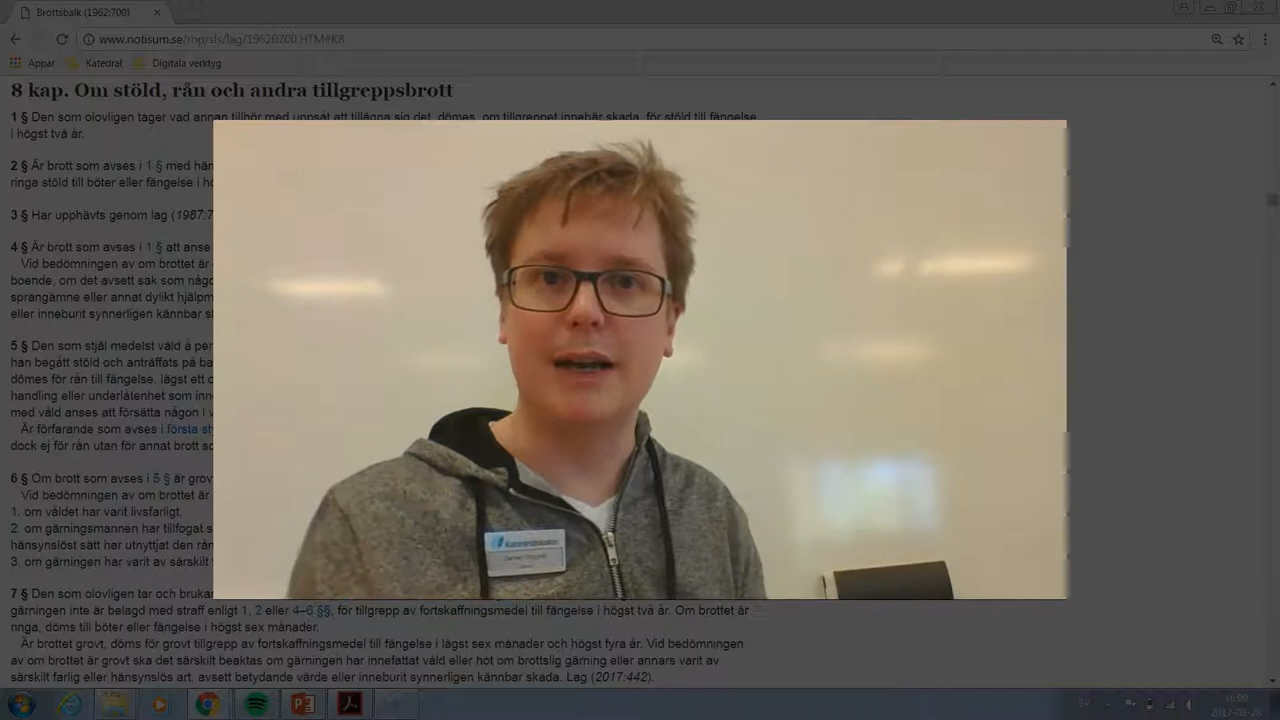 Brottsbalk (1962:700)
www.notisum.se/rnp/sls/lag/19620700.HTM#K8
Appar Katedral Digitala verktyg
8 kap. Om stöld, rån och andra tillgreppsbrott
1 § Den som olovligen tager vad annan tillhör med uppsåt att tillägna sig det, dömes, om tillgreppet innebär skada, för stöld till fängelse
i högst två år.
2 § Är brott som avses i 1 § med hän
ringa stöld till böter eller fängelse i hö
3 § Har upphävts genom lag (1987:7
4 § Är brott som avses i 1 § att anse
Vid bedömningen av om brottet är
boende, om det avsett sak som någo
sprängämne eller annat dylikt hjälpm
eller inneburit synnerligen kännbar sk
5 § Den som stjäl medelst våld å per
han begått stöld och anträffats på ba
dömes för rån till fängelse, lägst ett o
handling eller underlåtenhet som inne
med våld anses att försätta någon i v
Är förfarande som avses i första sty
dock ej för rån utan för annat brott so
6 § Om brott som avses i 5 § är grov
Vid bedömningen av om brottet är
1. om våldet har varit livsfarligt,
2. om gärningsmannen har tillfogat s
hänsynslöst sätt har utnyttjat den rån
3. om gärningen har varit av särskilt
7 § Den som olovligen tar och brukar
gärningen inte är belagd med straff enligt 1, 2 eller 4–6 §§, för tillgrepp av fortskaffningsmedel till fängelse i högst två år. Om brottet är
ringa, döms till böter eller fängelse i högst sex månader.
Är brottet grovt, döms för grovt tillgrepp av fortskaffningsmedel till fängelse i lägst sex månader och högst fyra år. Vid bedömningen
av om brottet är grovt ska det särskilt beaktas om gärningen har innefattat våld eller hot om brottslig gärning eller annars varit av
särskilt farlig eller hänsynslös art, avsett betydande värde eller inneburit synnerligen kännbar skada. Lag (2017:442).
SV
16:00
2017-09-28